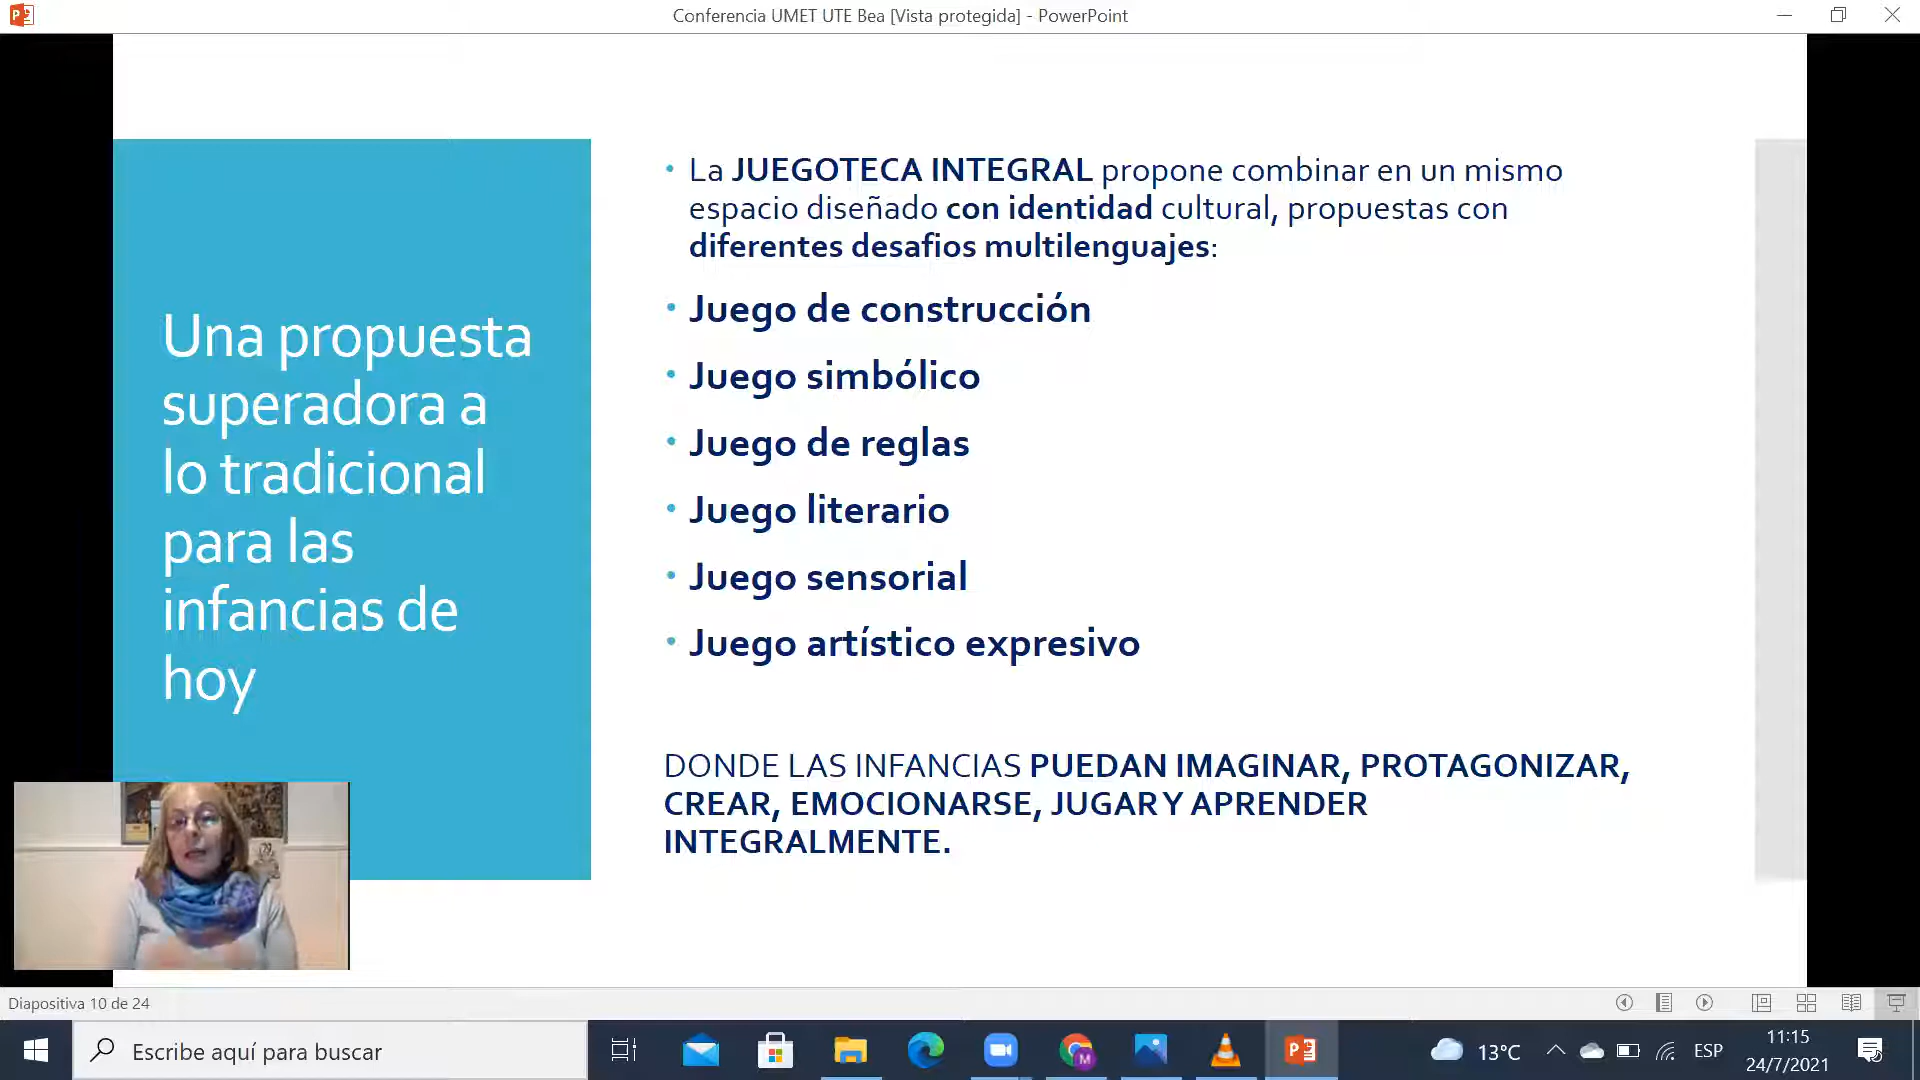 Conferencia UMET UTE Bea [Vista protegida] - PowerPoint
Una propuesta
superadora a
lo tradicional
para las
infancias de
hoy
• La JUEGOTECA INTEGRAL propone combinar en un mismo
espacio diseñado con identidad cultural, propuestas con
diferentes desafios multilenguajes:
• Juego de construcción
• Juego simbólico
• Juego de reglas
• Juego literario
• Juego sensorial
• Juego artístico expresivo
DONDE LAS INFANCIAS PUEDAN IMAGINAR, PROTAGONIZAR,
CREAR, EMOCIONARSE, JUGAR Y APRENDER
INTEGRALMENTE.
Diapositiva 10 de 24
Escribe aquí para buscar
13°C
ESP
11:15
24/7/2021